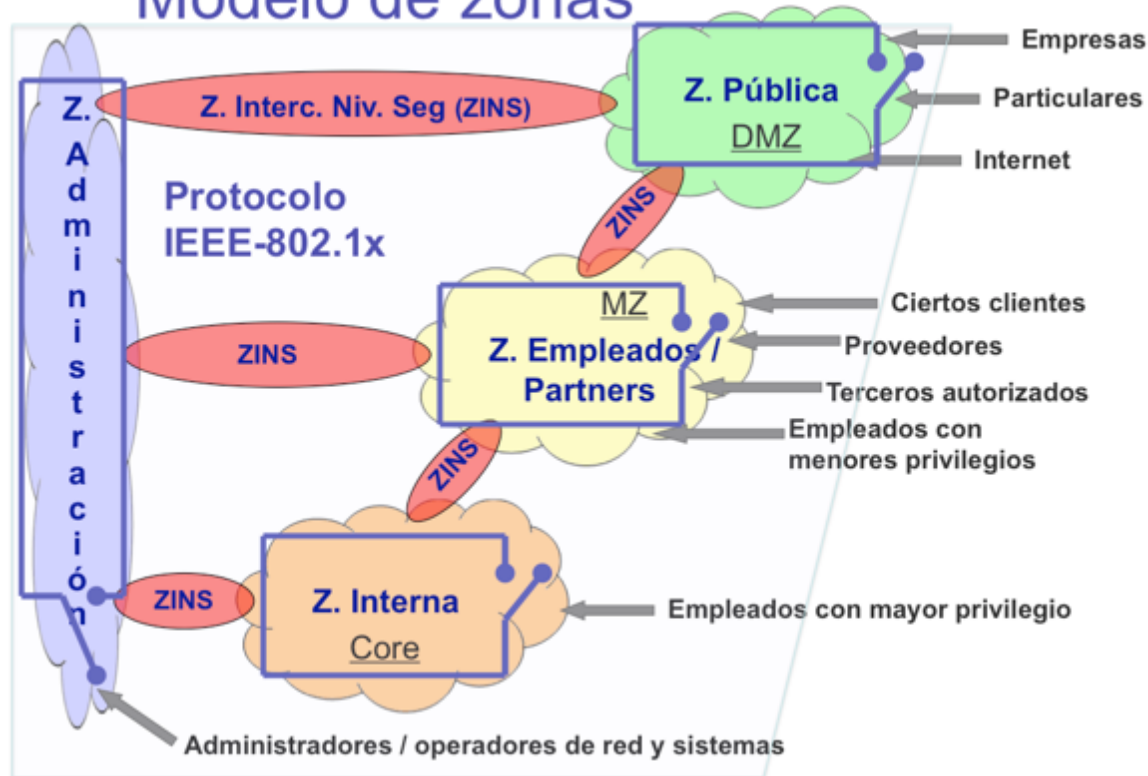 Modelo de zonas
Empresas
Z. Interc. Niv. Seg (ZINS)
Z. Pública
DMZ
Particulares
Internet
Z. Administración
Protocolo
IEEE-802.1x
ZINS
MZ
Z. Empleados /
Partners
Ciertos clientes
Proveedores
Terceros autorizados
Empleados con
menores privilegios
ZINS
ZINS
ZINS
Z. Interna
Core
Empleados con mayor privilegio
Administradores / operadores de red y sistemas